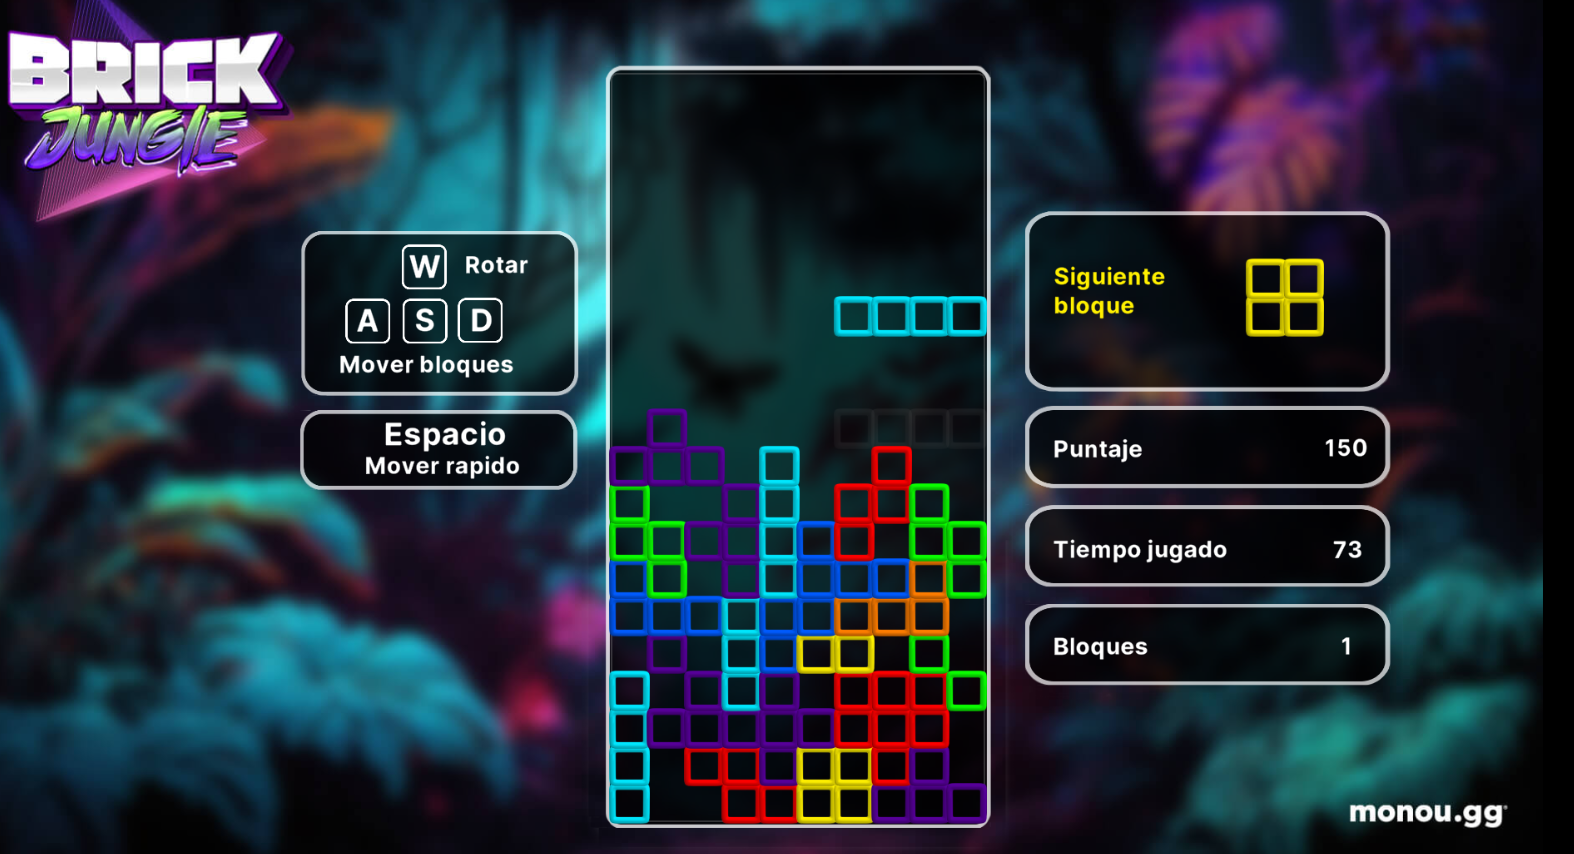 BRICK
JUNGLE
W Rotar
A S D
Mover bloques
Espacio
Mover rapido
Siguiente
bloque
Puntaje 150
Tiempo jugado 73
Bloques 1
monou.gg